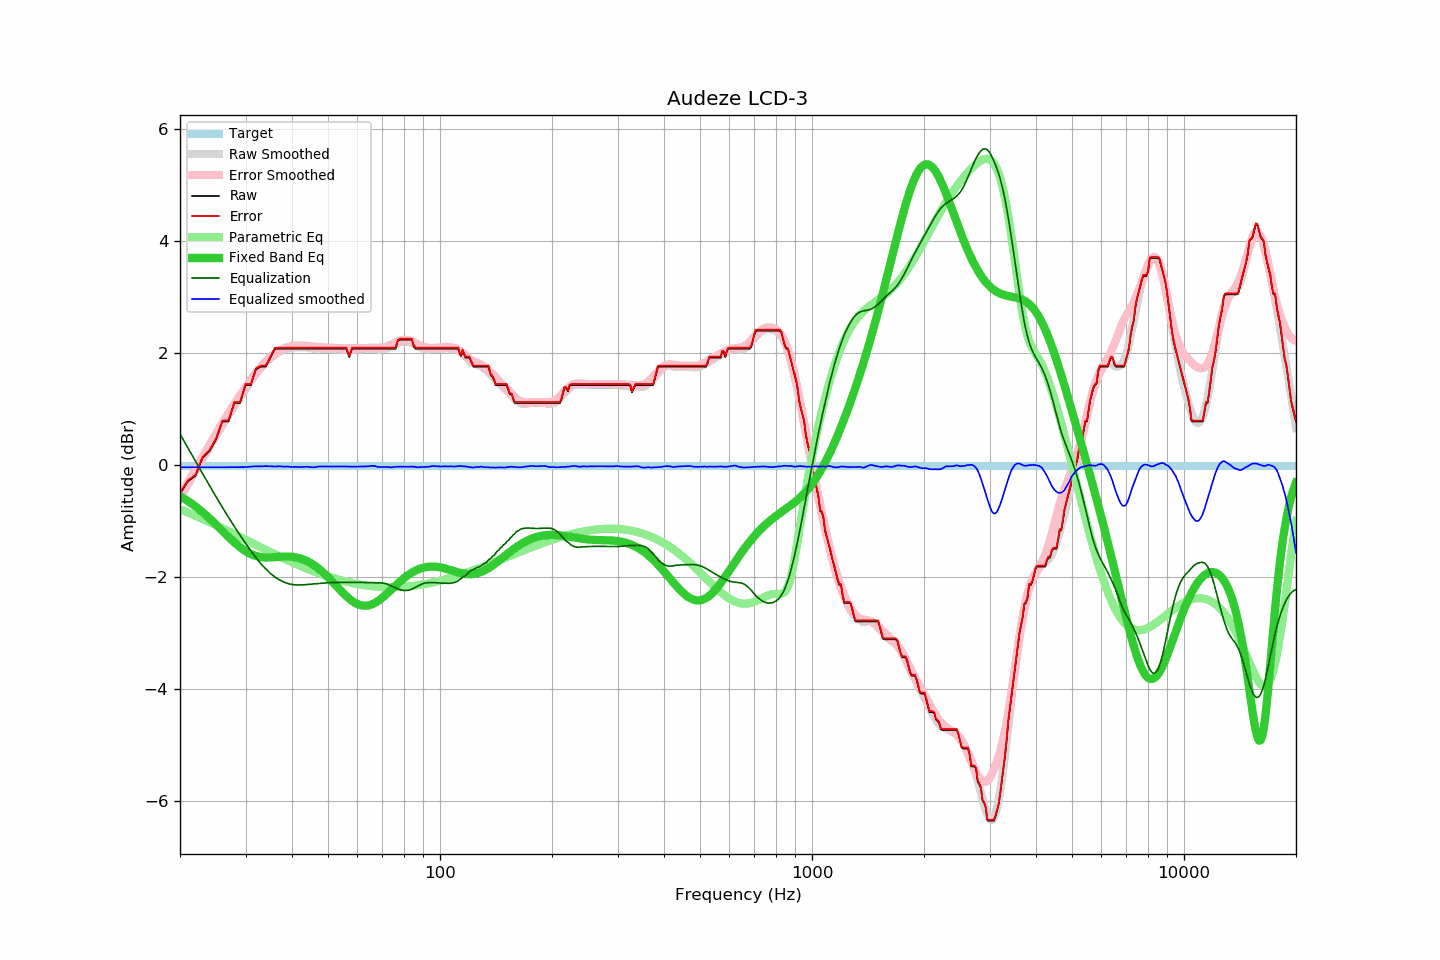 Audeze LCD-3
Target
Raw Smoothed
Error Smoothed
Raw
Error
Parametric Eq
Fixed Band Eq
Equalization
Equalized smoothed
6
4
2
0
−2
−4
−6
Amplitude (dBr)
100
1000
10000
Frequency (Hz)